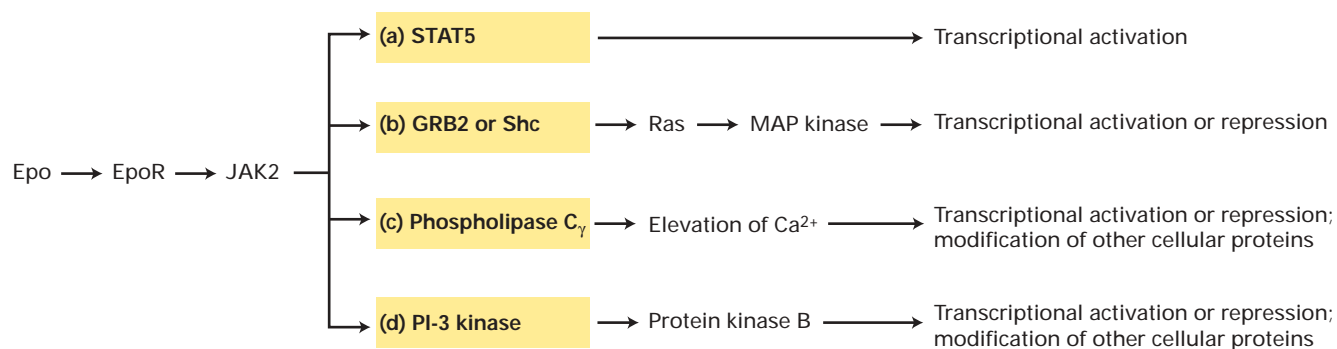 (a) STAT5
Transcriptional activation
(b) GRB2 or Shc
Ras
MAP kinase
Transcriptional activation or repression
Epo
EpoR
JAK2
(c) Phospholipase Cγ
Elevation of Ca²⁺
Transcriptional activation or repression;
modification of other cellular proteins
(d) PI-3 kinase
Protein kinase B
Transcriptional activation or repression;
modification of other cellular proteins